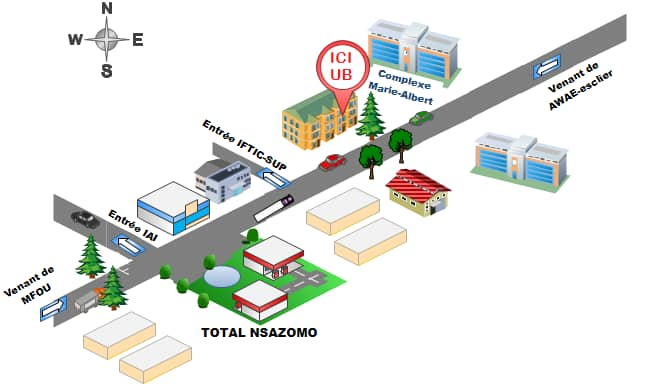 N
W E
S
ICI
UB
Complexe
Marie-Albert
Venant de
AWAE-esclier
Entrée IFTIC-SUP
Entrée IAI
Venant de
MFOU
TOTAL NSAZOMO